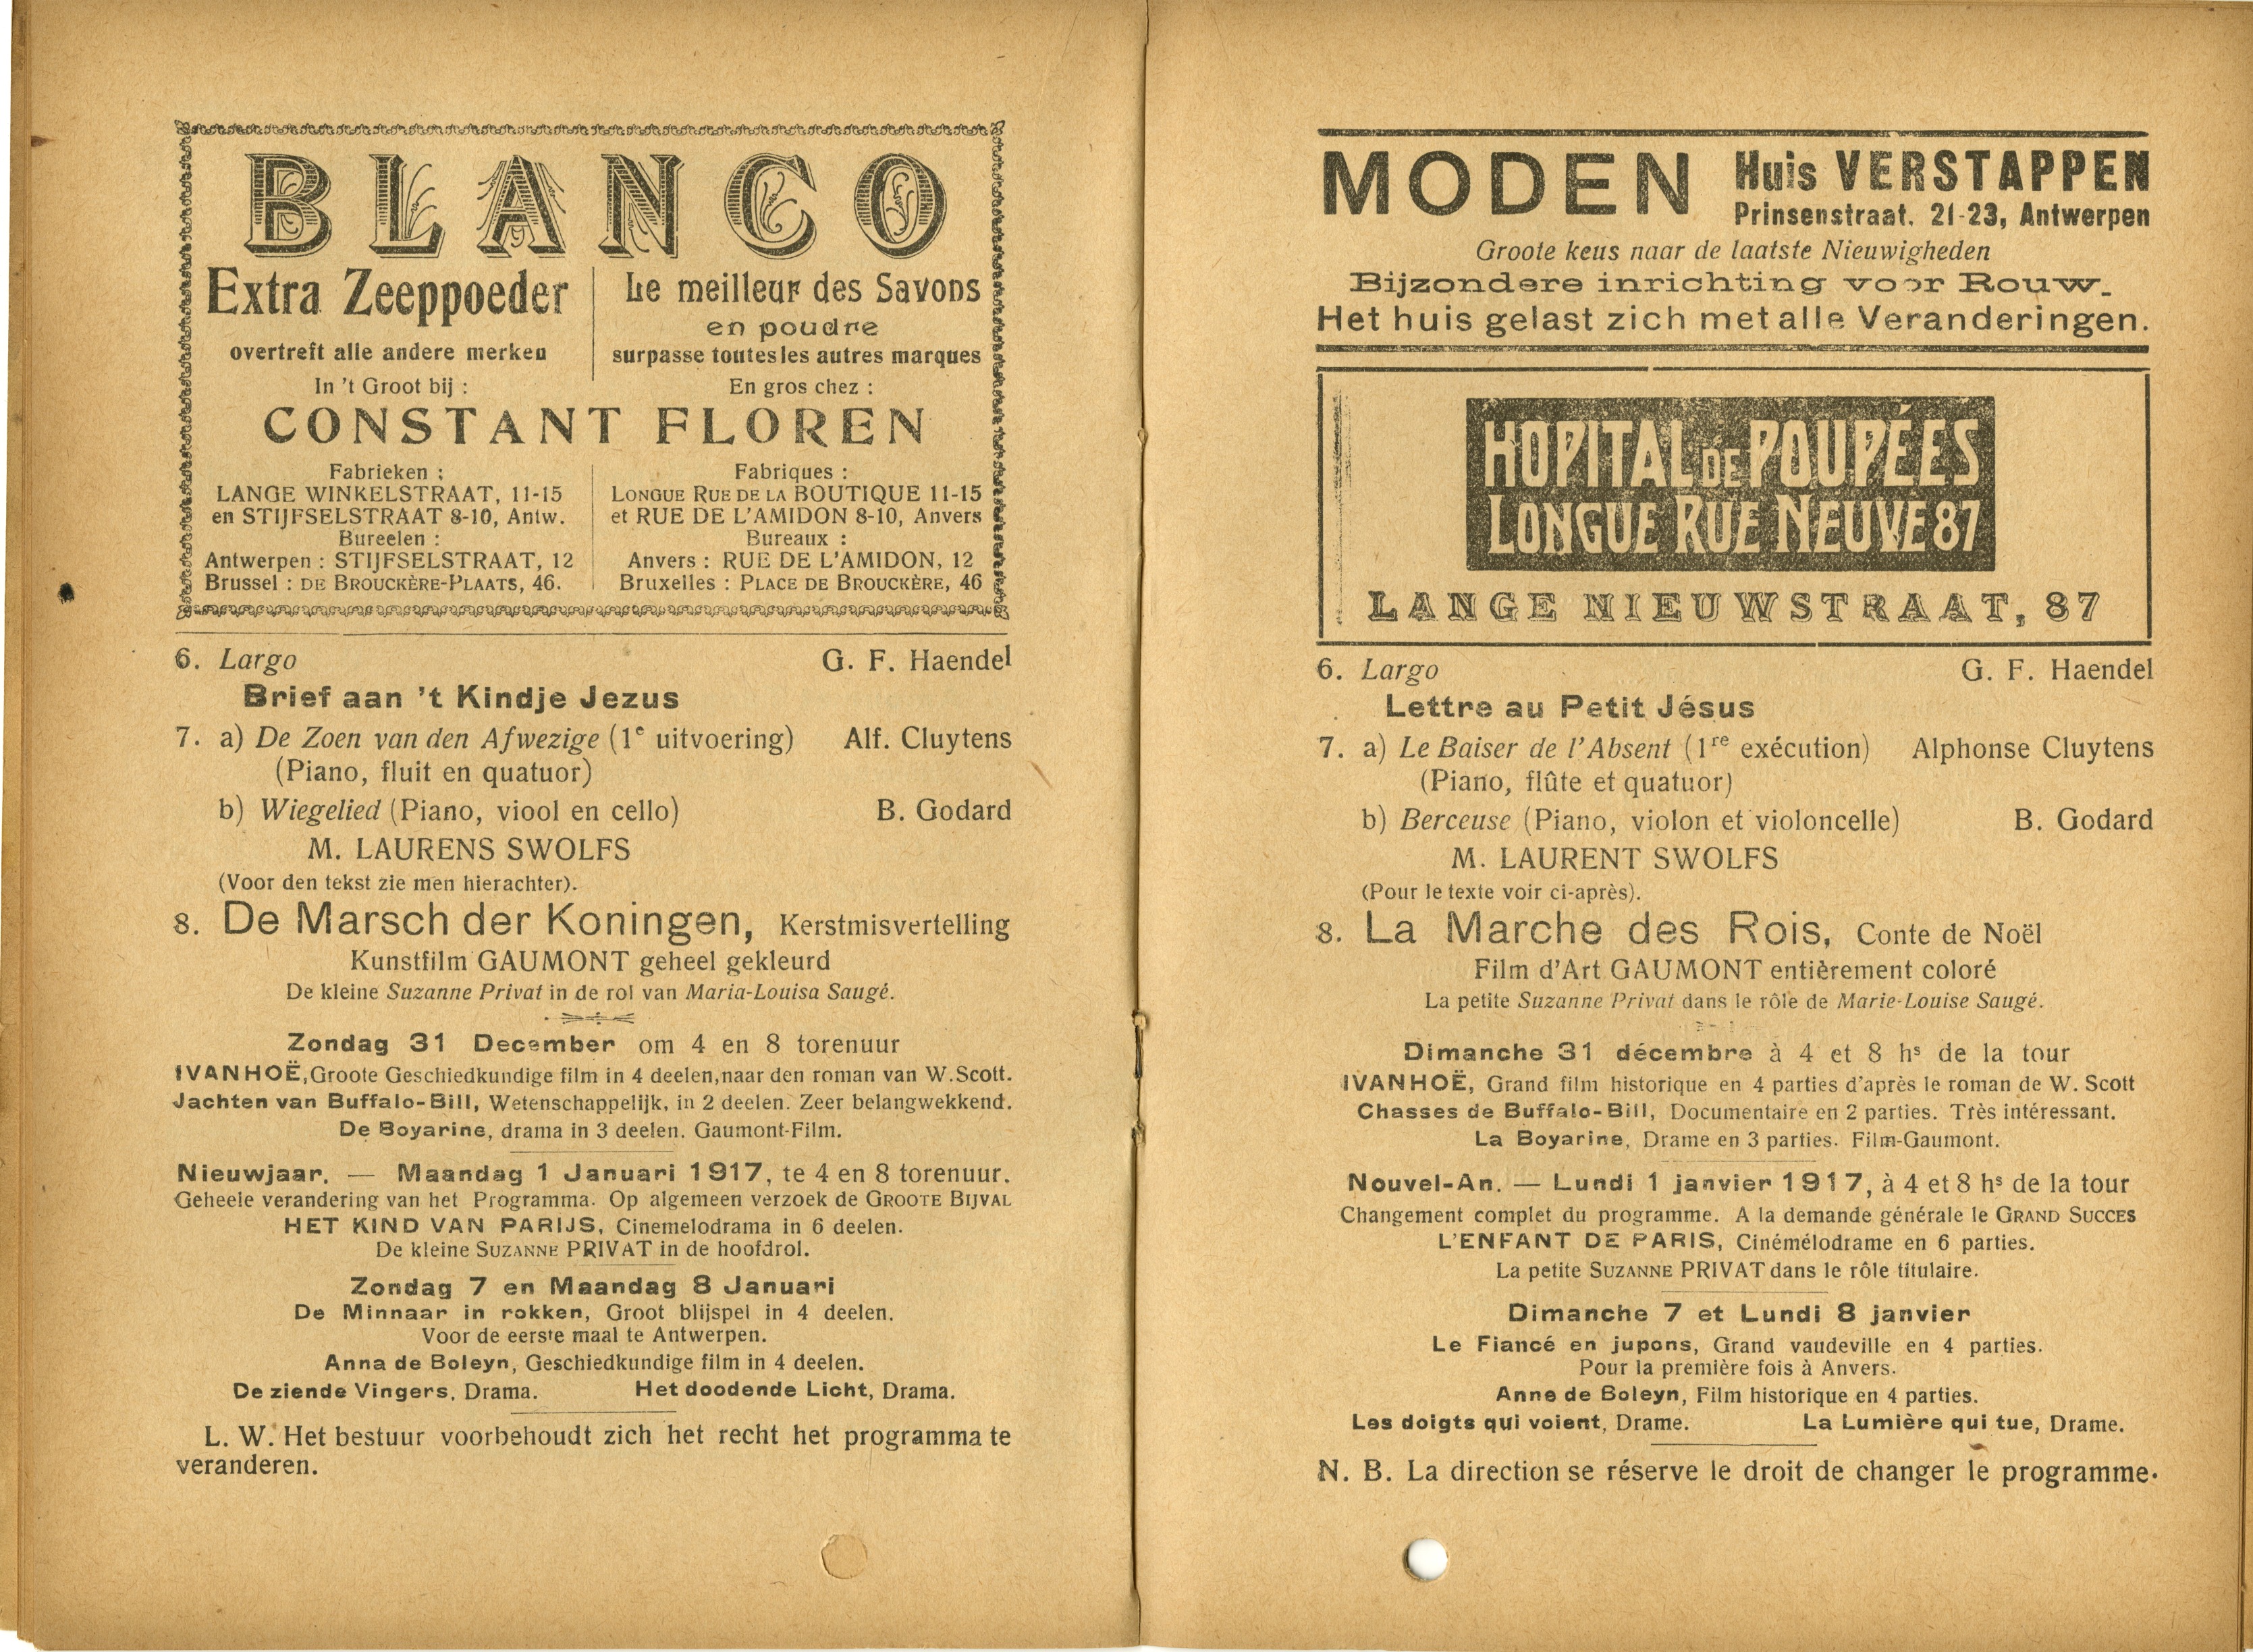 BLANCO
Extra Zeeppoeder
overtreft alle andere merken
In 't Groot bij :
Le meilleur des Savons
en poudre
surpasse toutes les autres marques
En gros chez :
CONSTANT FLOREN
Fabrieken :
LANGE WINKELSTRAAT, 11-15
en STIJFSELSTRAAT 8-10, Antw.
Bureelen :
Antwerpen : STIJFSELSTRAAT, 12
Brussel : DE BROUCKÈRE-PLAATS, 46.
Fabriques :
LONGUE RUE DE LA BOUTIQUE 11-15
et RUE DE L'AMIDON 8-10, Anvers
Bureaux :
Anvers : RUE DE L'AMIDON, 12
Bruxelles : PLACE DE BROUCKÈRE, 46
6. Largo G. F. Haendel
Brief aan 't Kindje Jezus
7. a) De Zoen van den Afwezige (1e uitvoering) Alf. Cluytens
(Piano, fluit en quatuor)
b) Wiegelied (Piano, viool en cello) B. Godard
M. LAURENS SWOLFS
(Voor den tekst zie men hierachter).
8. De Marsch der Koningen, Kerstmisvertelling
Kunstfilm GAUMONT geheel gekleurd
De kleine Suzanne Privat in de rol van Maria-Louisa Saugé.
Zondag 31 December om 4 en 8 torenuur
IVANHOË, Groote Geschiedkundige film in 4 deelen, naar den roman van W. Scott.
Jachten van Buffalo-Bill, Wetenschappelijk, in 2 deelen. Zeer belangwekkend.
De Boyarine, drama in 3 deelen. Gaumont-Film.
Nieuwjaar. — Maandag 1 Januari 1917, te 4 en 8 torenuur.
Geheele verandering van het Programma. Op algemeen verzoek de GROOTE BIJVAL
HET KIND VAN PARIJS, Cinemelodrama in 6 deelen.
De kleine SUZANNE PRIVAT in de hoofdrol.
Zondag 7 en Maandag 8 Januari
De Minnaar in rokken, Groot blijspel in 4 deelen.
Voor de eerste maal te Antwerpen.
Anna de Boleyn, Geschiedkundige film in 4 deelen.
De ziende Vingers, Drama. Het doodende Licht, Drama.
L. W. Het bestuur voorbehoudt zich het recht het programma te
veranderen.
MODEN Huis VERSTAPPEN
Prinsenstraat. 21-23, Antwerpen
Groote keus naar de laatste Nieuwigheden
Bijzondere inrichting voor Rouw.
Het huis gelast zich met alle Veranderingen.
HOPITAL DE POUPÉES
LONGUE RUE NEUVE 87
LANGE NIEUWSTRAAT, 87
6. Largo G. F. Haendel
Lettre au Petit Jésus
7. a) Le Baiser de l'Absent (1re exécution) Alphonse Cluytens
(Piano, flûte et quatuor)
b) Berceuse (Piano, violon et violoncelle) B. Godard
M. LAURENT SWOLFS
(Pour le texte voir ci-après).
8. La Marche des Rois, Conte de Noël
Film d'Art GAUMONT entièrement coloré
La petite Suzanne Privat dans le rôle de Marie-Louise Saugé.
Dimanche 31 décembre à 4 et 8 hs de la tour
IVANHOË, Grand film historique en 4 parties d'après le roman de W. Scott
Chasses de Buffalo-Bill, Documentaire en 2 parties. Très intéressant.
La Boyarine, Drame en 3 parties. Film-Gaumont.
Nouvel-An. — Lundi 1 janvier 1917, à 4 et 8 hs de la tour
Changement complet du programme. A la demande générale le GRAND SUCCES
L'ENFANT DE PARIS, Cinémélodrame en 6 parties.
La petite SUZANNE PRIVAT dans le rôle titulaire.
Dimanche 7 et Lundi 8 janvier
Le Fiancé en jupons, Grand vaudeville en 4 parties.
Pour la première fois à Anvers.
Anne de Boleyn, Film historique en 4 parties.
Les doigts qui voient, Drame. La Lumière qui tue, Drame.
N. B. La direction se réserve le droit de changer le programme.